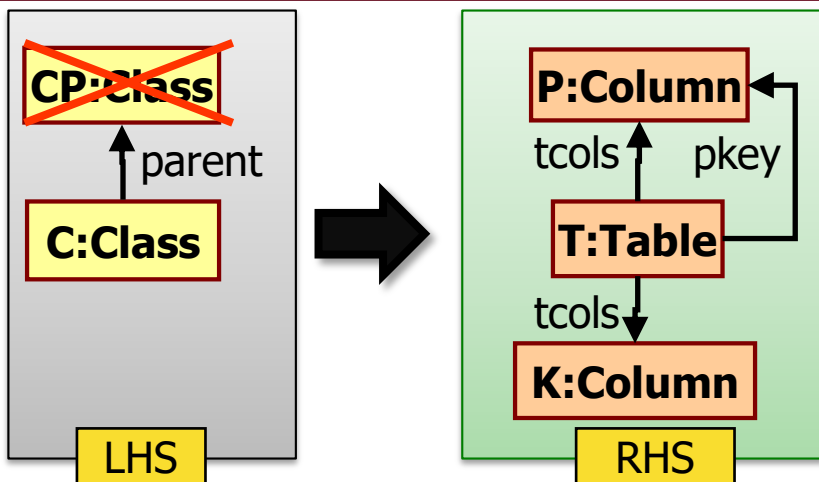 CP:Class
parent
C:Class
LHS
P:Column
tcols
pkey
T:Table
tcols
K:Column
RHS